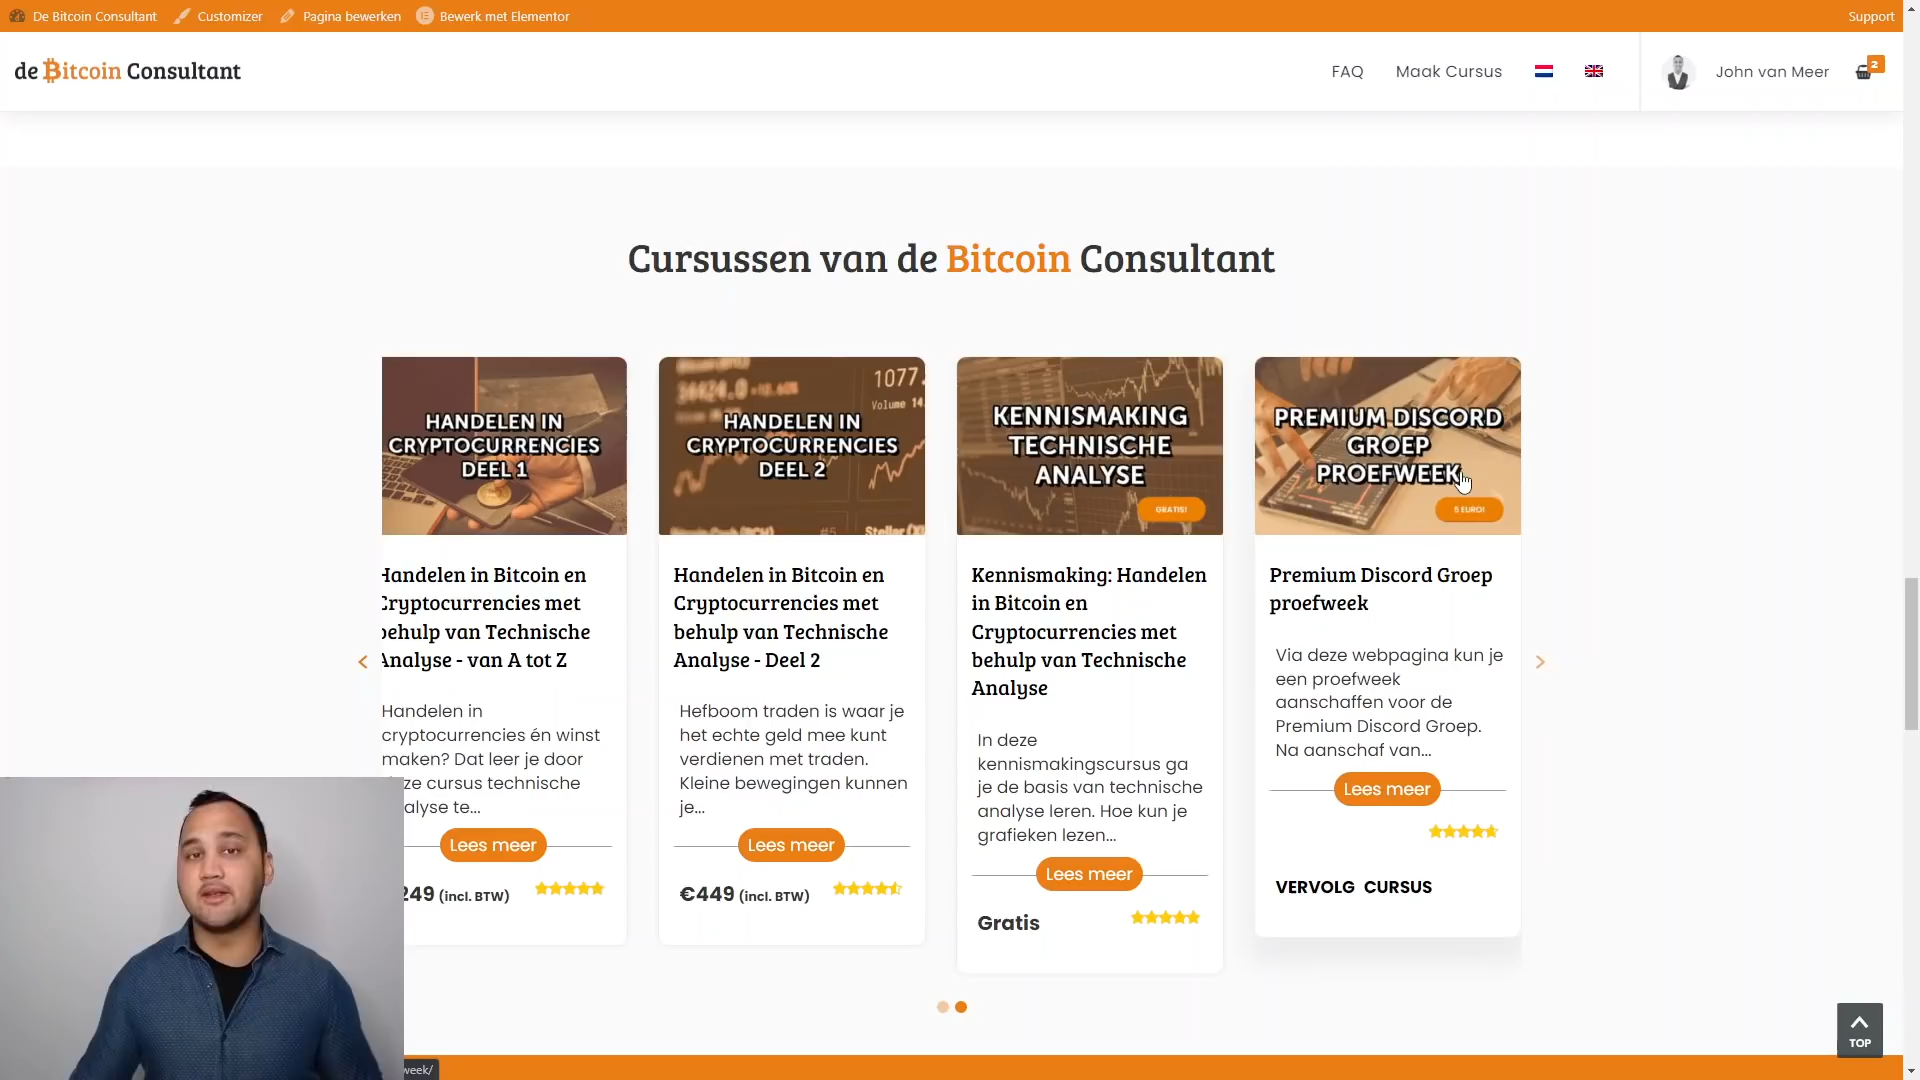 De Bitcoin Consultant Customizer Pagina bewerken Bewerk met Elementor Support
de Bitcoin Consultant
FAQ Maak Cursus John van Meer 2
Cursussen van de Bitcoin Consultant
HANDELEN IN
CRYPTOCURRENCIES
DEEL 1
Handelen in Bitcoin en
Cryptocurrencies met
behulp van Technische
Analyse - van A tot Z
Handelen in
cryptocurrencies én winst
maken? Dat leer je door
ze cursus technische
alyse te...
Lees meer
249 (incl. BTW)
1077.
Volume 14.
HANDELEN IN
CRYPTOCURRENCIES
DEEL 2
Handelen in Bitcoin en
Cryptocurrencies met
behulp van Technische
Analyse - Deel 2
Hefboom traden is waar je
het echte geld mee kunt
verdienen met traden.
Kleine bewegingen kunnen
je...
Lees meer
€449 (incl. BTW)
KENNISMAKING
TECHNISCHE
ANALYSE
GRATIS!
Kennismaking: Handelen
in Bitcoin en
Cryptocurrencies met
behulp van Technische
Analyse
In deze
kennismakingscursus ga
je de basis van technische
analyse leren. Hoe kun je
grafieken lezen...
Lees meer
Gratis
PREMIUM DISCORD
GROEP
PROEFWEEK
5 EURO!
Premium Discord Groep
proefweek
Via deze webpagina kun je
een proefweek
aanschaffen voor de
Premium Discord Groep.
Na aanschaf van...
Lees meer
VERVOLG CURSUS
TOP
week/